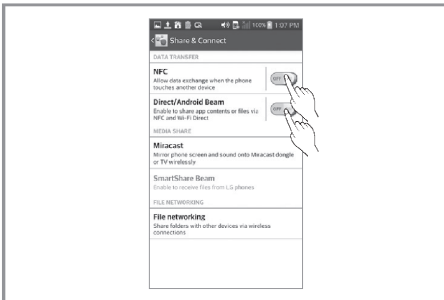 102% 1:07 PM
Share & Connect
DATA TRANSFER
NFC
Allow data exchange when the phone
touches another device
OFF
Direct/Android Beam
Enable to share app contents or files via
NFC and Wi-Fi Direct
OFF
MEDIA SHARE
Miracast
Mirror phone screen and sound onto Miracast dongle
or TV wirelessly
SmartShare Beam
Enable to receive files from LG phones
FILE NETWORKING
File networking
Share folders with other devices via wireless
connections